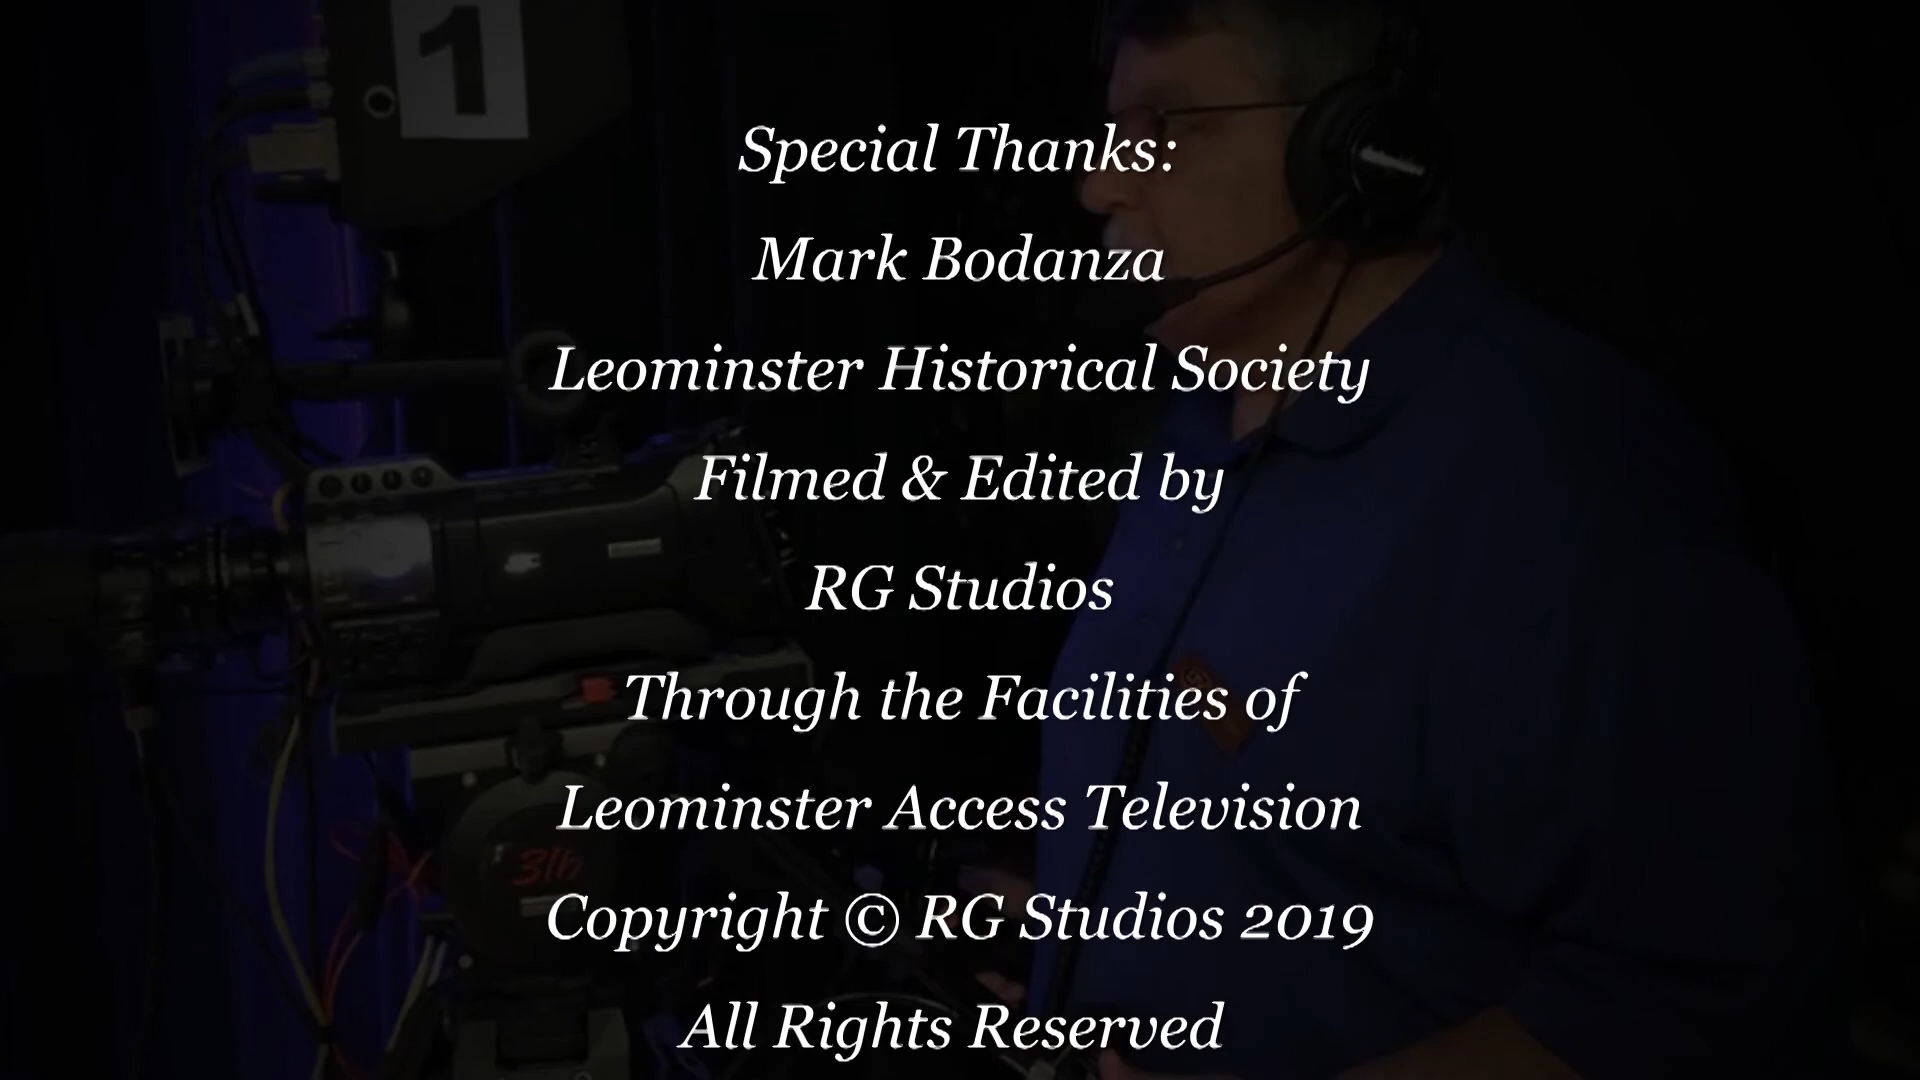 1
Special Thanks:
Mark Bodanza
Leominster Historical Society
Filmed & Edited by
RG Studios
Through the Facilities of
Leominster Access Television
Copyright © RG Studios 2019
All Rights Reserved